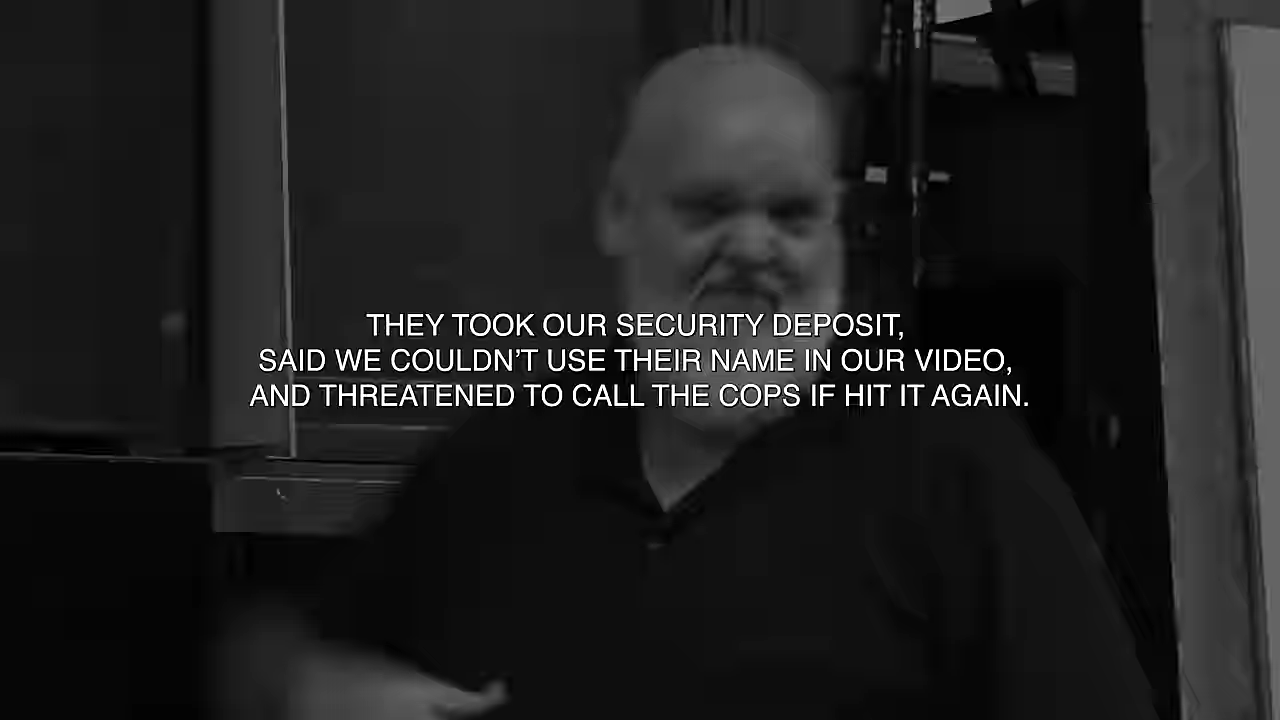 THEY TOOK OUR SECURITY DEPOSIT,
SAID WE COULDN’T USE THEIR NAME IN OUR VIDEO,
AND THREATENED TO CALL THE COPS IF HIT IT AGAIN.